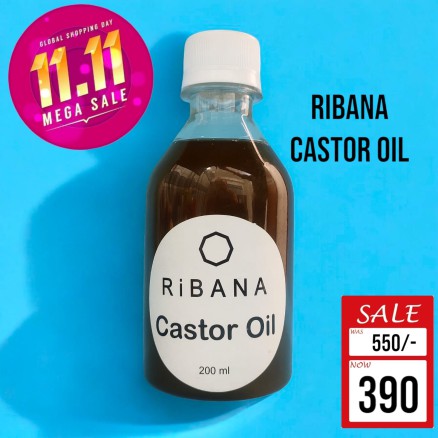 GLOBAL SHOPPING DAY
11.11
MEGA SALE
RIBANA
CASTOR OIL
RiBANA
Castor Oil
200 ml
SALE
WAS
550/-
NOW
390